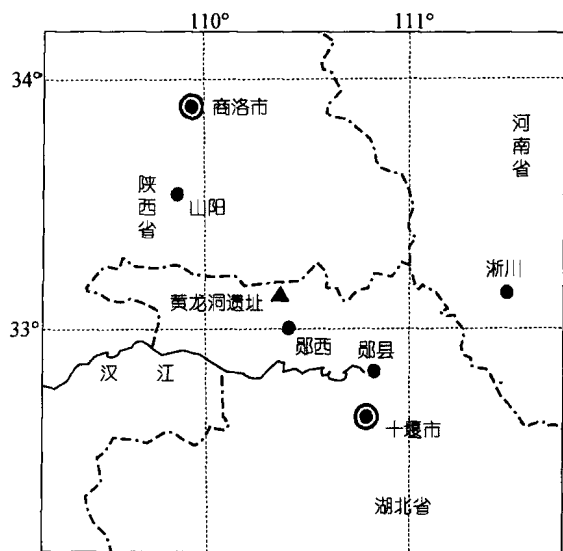 110°
111°
34°
商洛市
河南省
陕西省
山阳
淅川
黄龙洞遗址
33°
郧西
郧县
汉江
十堰市
湖北省